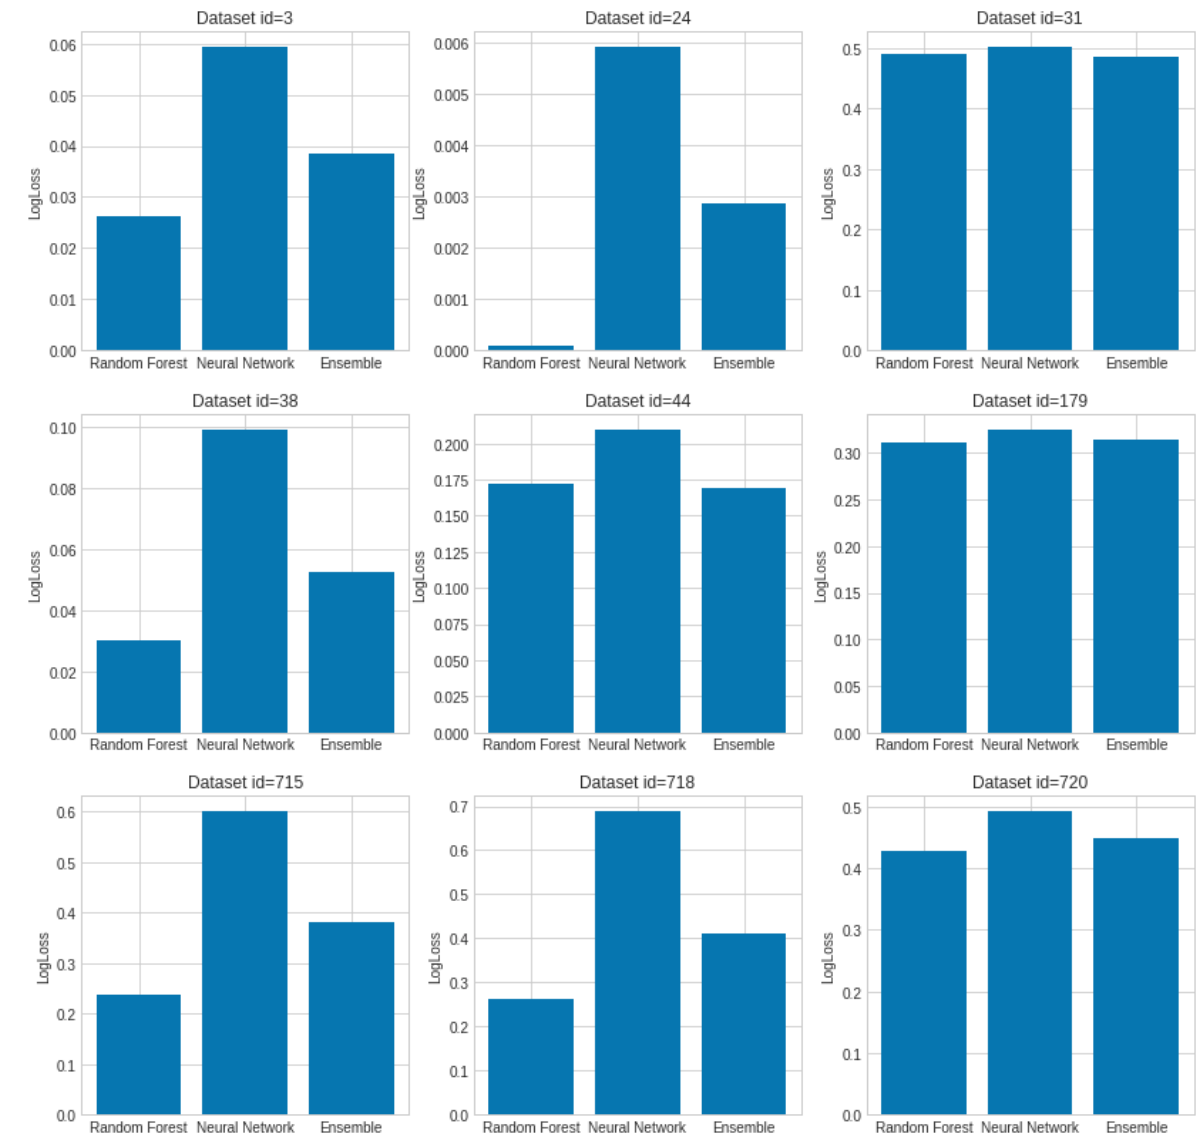 Dataset id=3
LogLoss
0.06
0.05
0.04
0.03
0.02
0.01
0.00
Random Forest Neural Network Ensemble
Dataset id=24
LogLoss
0.006
0.005
0.004
0.003
0.002
0.001
0.000
Random Forest Neural Network Ensemble
Dataset id=31
LogLoss
0.5
0.4
0.3
0.2
0.1
0.0
Random Forest Neural Network Ensemble
Dataset id=38
LogLoss
0.10
0.08
0.06
0.04
0.02
0.00
Random Forest Neural Network Ensemble
Dataset id=44
LogLoss
0.200
0.175
0.150
0.125
0.100
0.075
0.050
0.025
0.000
Random Forest Neural Network Ensemble
Dataset id=179
LogLoss
0.30
0.25
0.20
0.15
0.10
0.05
0.00
Random Forest Neural Network Ensemble
Dataset id=715
LogLoss
0.6
0.5
0.4
0.3
0.2
0.1
0.0
Random Forest Neural Network Ensemble
Dataset id=718
LogLoss
0.7
0.6
0.5
0.4
0.3
0.2
0.1
0.0
Random Forest Neural Network Ensemble
Dataset id=720
LogLoss
0.5
0.4
0.3
0.2
0.1
0.0
Random Forest Neural Network Ensemble